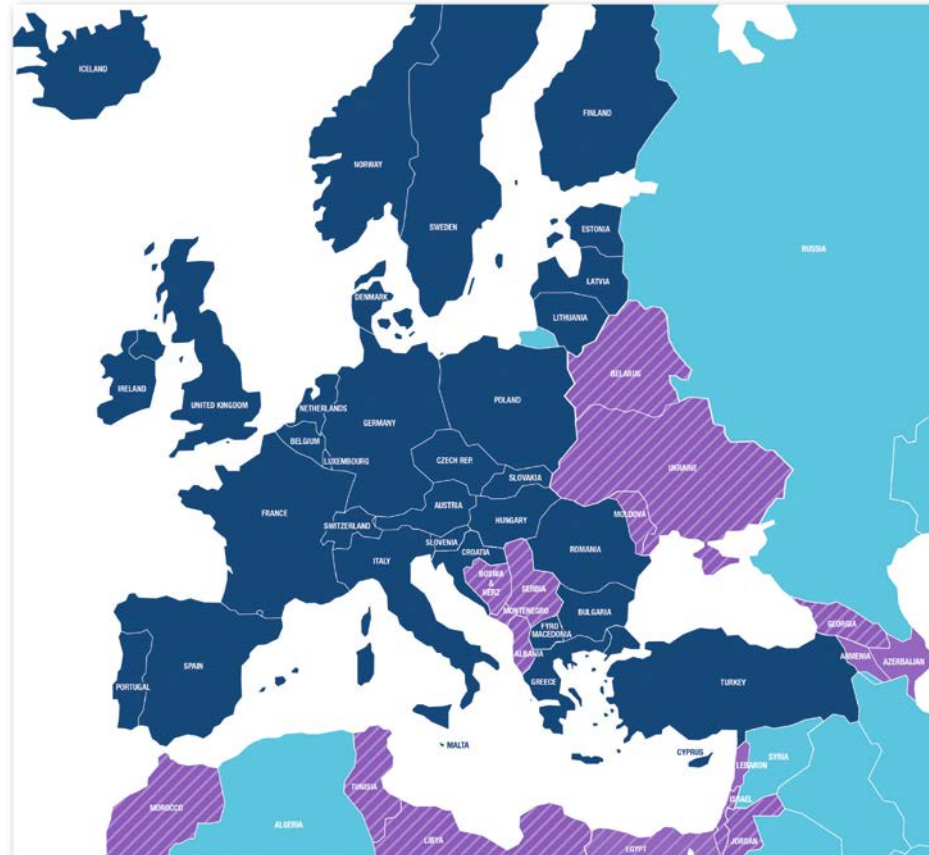 ICELAND
FINLAND
NORWAY
SWEDEN
ESTONIA
RUSSIA
LATVIA
DENMARK
LITHUANIA
BELARUS
IRELAND
UNITED KINGDOM
NETHERLANDS
POLAND
GERMANY
BELGIUM
LUXEMBOURG
CZECH REP.
UKRAINE
SLOVAKIA
FRANCE
AUSTRIA
MOLDOVA
SWITZERLAND
HUNGARY
SLOVENIA
ROMANIA
CROATIA
ITALY
BOSNIA
&
HERZ
SERBIA
MONTENEGRO
BULGARIA
FYRO
MACEDONIA
GEORGIA
ALBANIA
ARMENIA
AZERBAIJAN
SPAIN
PORTUGAL
GREECE
TURKEY
MALTA
CYPRUS
SYRIA
LEBANON
TUNISIA
ISRAEL
MOROCCO
ALGERIA
LIBYA
JORDAN
EGYPT